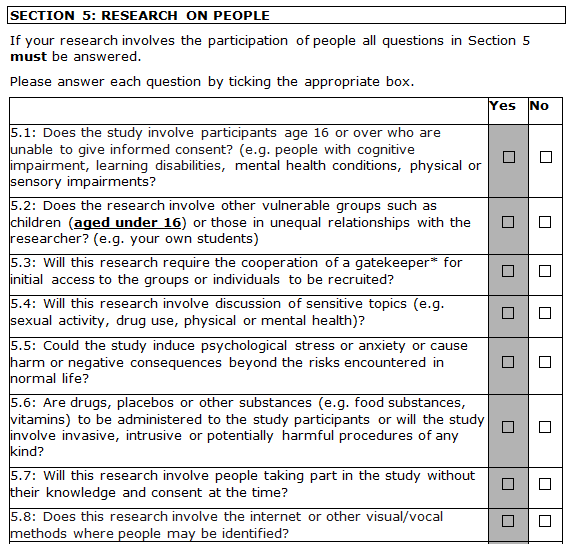 SECTION 5: RESEARCH ON PEOPLE
If your research involves the participation of people all questions in Section 5
must be answered.
Please answer each question by ticking the appropriate box.
Yes No
5.1: Does the study involve participants age 16 or over who are
unable to give informed consent? (e.g. people with cognitive
impairment, learning disabilities, mental health conditions, physical or
sensory impairments?
5.2: Does the research involve other vulnerable groups such as
children (aged under 16) or those in unequal relationships with the
researcher? (e.g. your own students)
5.3: Will this research require the cooperation of a gatekeeper* for
initial access to the groups or individuals to be recruited?
5.4: Will this research involve discussion of sensitive topics (e.g.
sexual activity, drug use, physical or mental health)?
5.5: Could the study induce psychological stress or anxiety or cause
harm or negative consequences beyond the risks encountered in
normal life?
5.6: Are drugs, placebos or other substances (e.g. food substances,
vitamins) to be administered to the study participants or will the study
involve invasive, intrusive or potentially harmful procedures of any
kind?
5.7: Will this research involve people taking part in the study without
their knowledge and consent at the time?
5.8: Does this research involve the internet or other visual/vocal
methods where people may be identified?